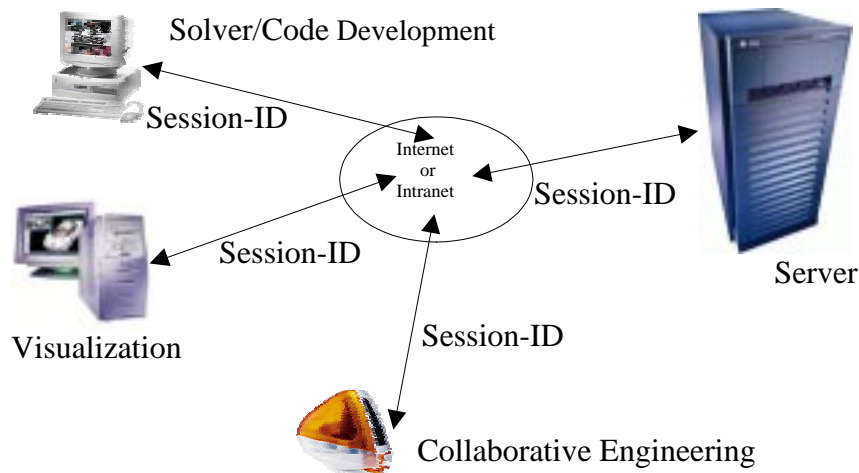 Solver/Code Development
Session-ID
Internet
or
Intranet
Session-ID
Session-ID
Server
Visualization
Session-ID
Collaborative Engineering